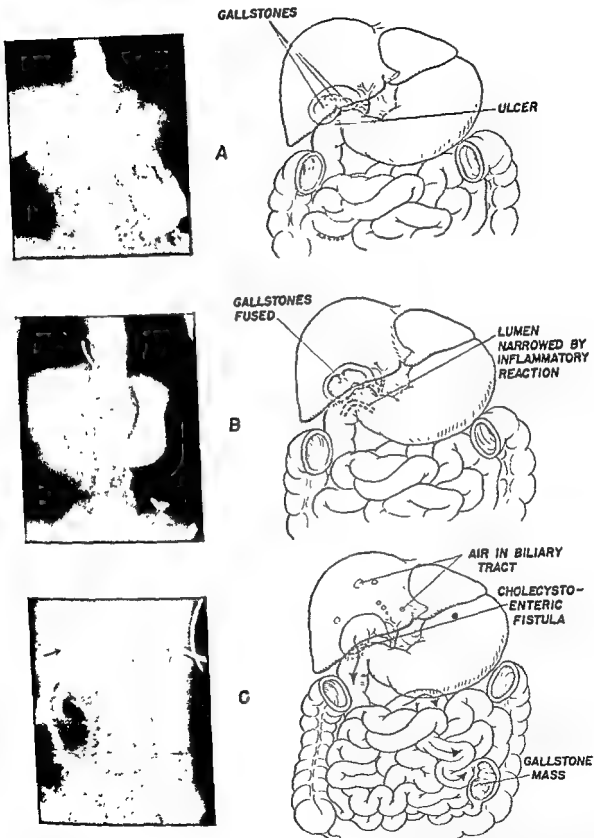 GALLSTONES
ULCER
A
GALLSTONES
FUSED
LUMEN
NARROWED BY
INFLAMMATORY
REACTION
B
AIR IN BILIARY
TRACT
CHOLECYSTO-
ENTERIC
FISTULA
C
GALLSTONE
MASS